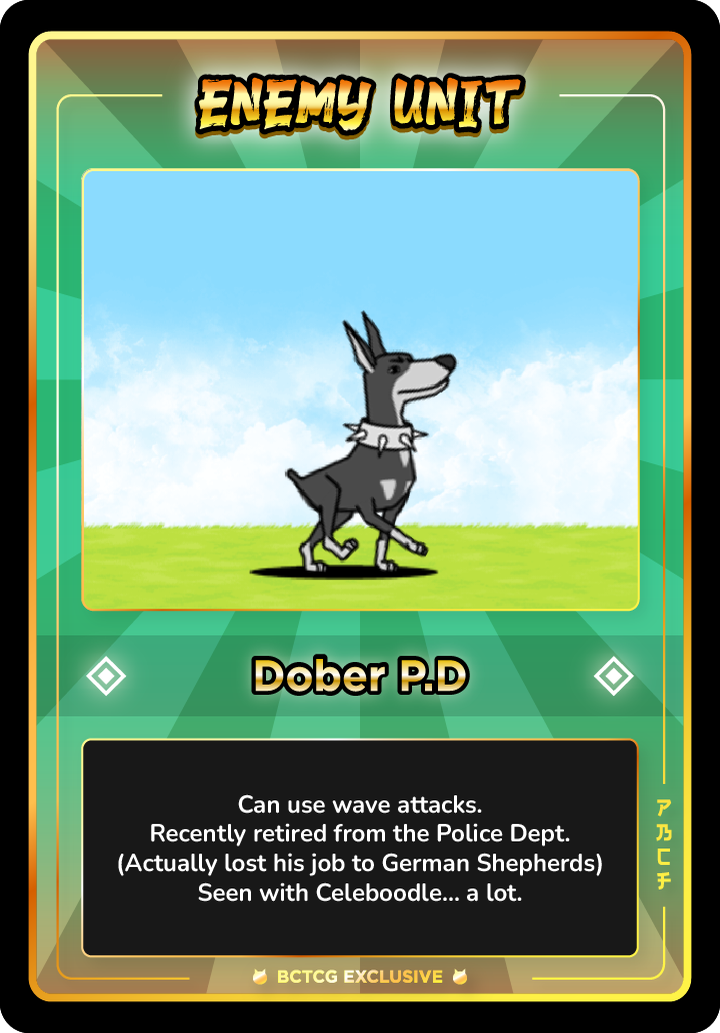 ENEMY UNIT
Dober P.D
Can use wave attacks.
Recently retired from the Police Dept.
(Actually lost his job to German Shepherds)
Seen with Celeboodle... a lot.
BCTCG EXCLUSIVE